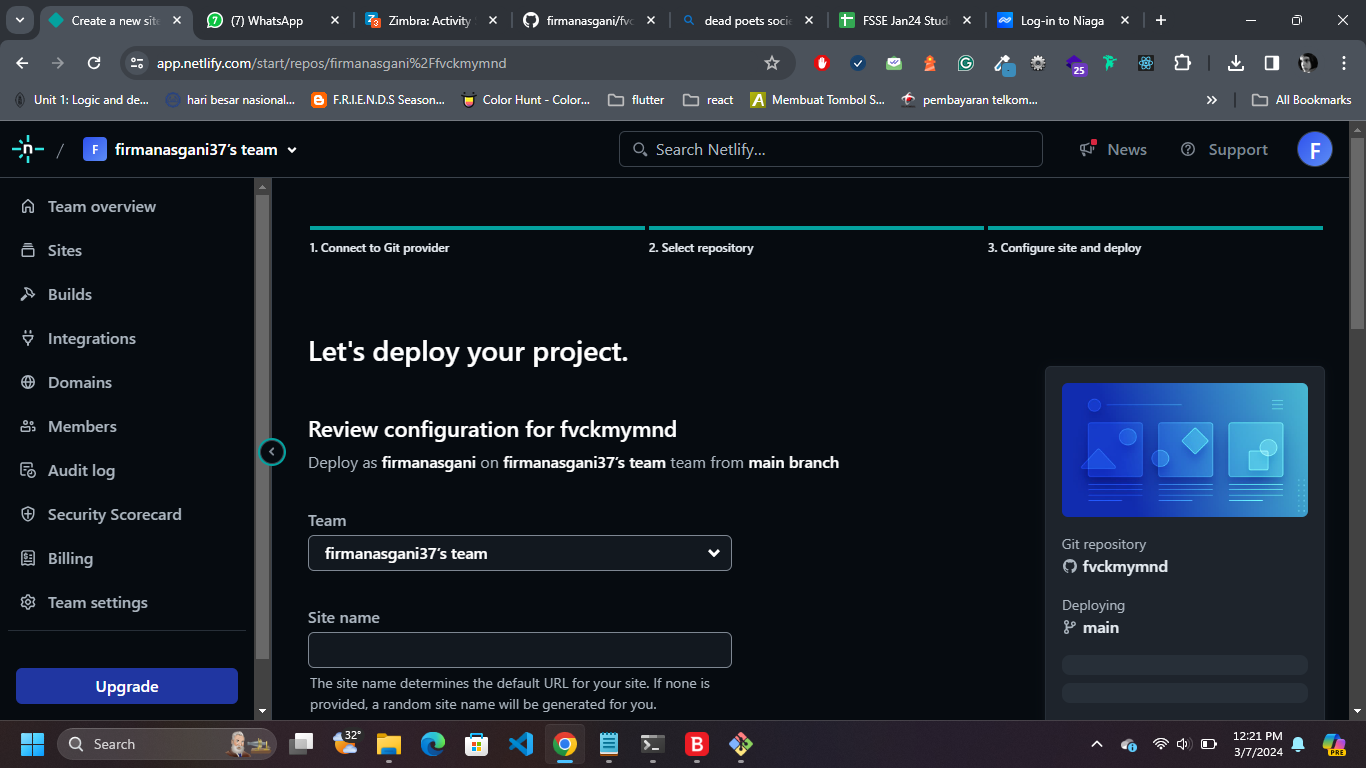 Create a new site
(7) WhatsApp
Zimbra: Activity
firmanasgani/fvc
dead poets socie
FSSE Jan24 Stud
Log-in to Niaga
app.netlify.com/start/repos/firmanasgani%2Ffvckmymnd
25
Unit 1: Logic and de...
hari besar nasional...
F.R.I.E.N.D.S Season...
Color Hunt - Color...
flutter
react
Membuat Tombol S...
pembayaran telkom...
»
All Bookmarks
/
F
firmanasgani37’s team
Search Netlify...
News
Support
F
Team overview
Sites
Builds
Integrations
Domains
Members
Audit log
Security Scorecard
Billing
Team settings
Upgrade
1. Connect to Git provider
2. Select repository
3. Configure site and deploy
Let's deploy your project.
Review configuration for fvckmymnd
Deploy as firmanasgani on firmanasgani37’s team team from main branch
Team
firmanasgani37’s team
Site name
The site name determines the default URL for your site. If none is
provided, a random site name will be generated for you.
Git repository
fvckmymnd
Deploying
main
Search
32°
B
12:21 PM
3/7/2024
PRE